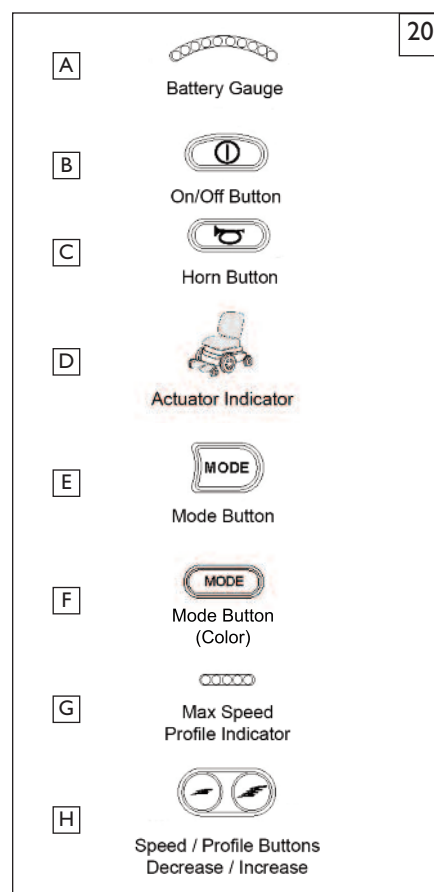 20
A
Battery Gauge
B
On/Off Button
C
Horn Button
D
Actuator Indicator
E
MODE
Mode Button
F
MODE
Mode Button
(Color)
G
Max Speed
Profile Indicator
H
Speed / Profile Buttons
Decrease / Increase